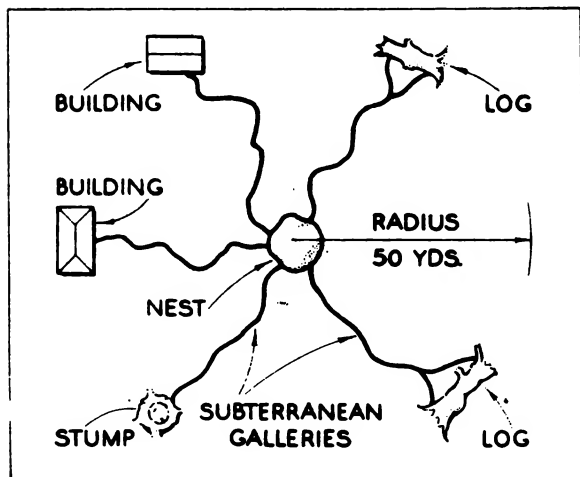 BUILDING
LOG
BUILDING
RADIUS
50 YDS.
NEST
SUBTERRANEAN
GALLERIES
STUMP
LOG